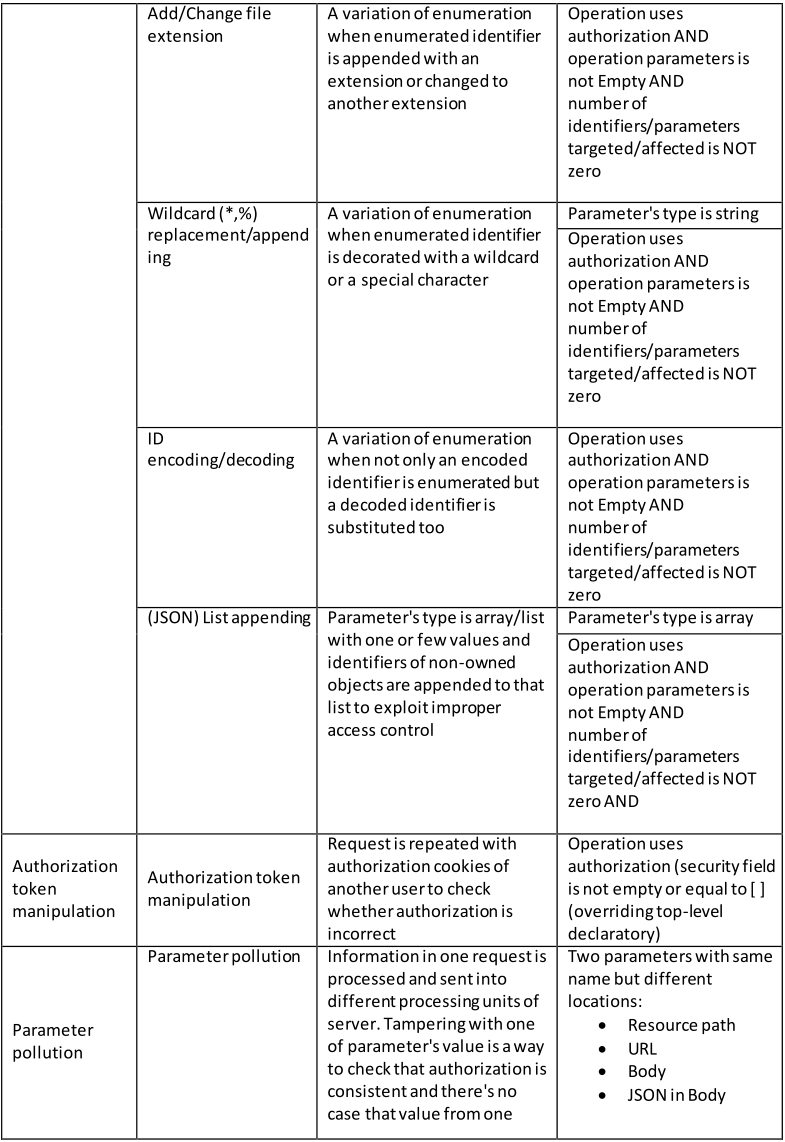 Add/Change file
extension
A variation of enumeration
when enumerated identifier
is appended with an
extension or changed to
another extension
Operation uses
authorization AND
operation parameters is
not Empty AND
number of
identifiers/parameters
targeted/affected is NOT
zero
Wildcard (*,%)
replacement/append
ing
A variation of enumeration
when enumerated identifier
is decorated with a wildcard
or a special character
Parameter's type is string
Operation uses
authorization AND
operation parameters is
not Empty AND
number of
identifiers/parameters
targeted/affected is NOT
zero
ID
encoding/decoding
A variation of enumeration
when not only an encoded
identifier is enumerated but
a decoded identifier is
substituted too
Operation uses
authorization AND
operation parameters is
not Empty AND
number of
identifiers/parameters
targeted/affected is NOT
zero
(JSON) List appending
Parameter's type is array/list
with one or few values and
identifiers of non-owned
objects are appended to that
list to exploit improper
access control
Parameter's type is array
Operation uses
authorization AND
operation parameters is
not Empty AND
number of
identifiers/parameters
targeted/affected is NOT
zero AND
Authorization
token
manipulation
Authorization token
manipulation
Request is repeated with
authorization cookies of
another user to check
whether authorization is
incorrect
Operation uses
authorization (security field
is not empty or equal to [ ]
(overriding top-level
declaratory)
Parameter
pollution
Parameter pollution
Information in one request is
processed and sent into
different processing units of
server. Tampering with one
of parameter's value is a way
to check that authorization is
consistent and there's no
case that value from one
Two parameters with same
name but different
locations:
• Resource path
• URL
• Body
• JSON in Body